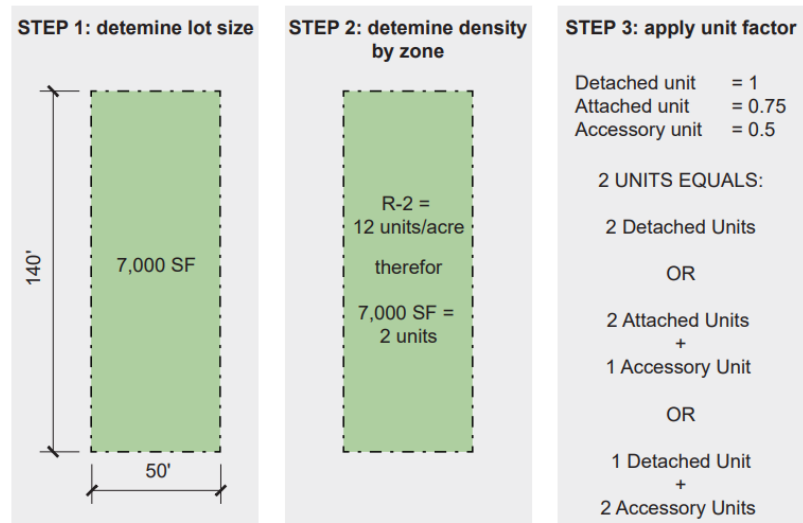 STEP 1: detemine lot size
140'
7,000 SF
50'
STEP 2: detemine density
by zone
R-2 =
12 units/acre
therefor
7,000 SF =
2 units
STEP 3: apply unit factor
Detached unit = 1
Attached unit = 0.75
Accessory unit = 0.5
2 UNITS EQUALS:
2 Detached Units
OR
2 Attached Units
+
1 Accessory Unit
OR
1 Detached Unit
+
2 Accessory Units